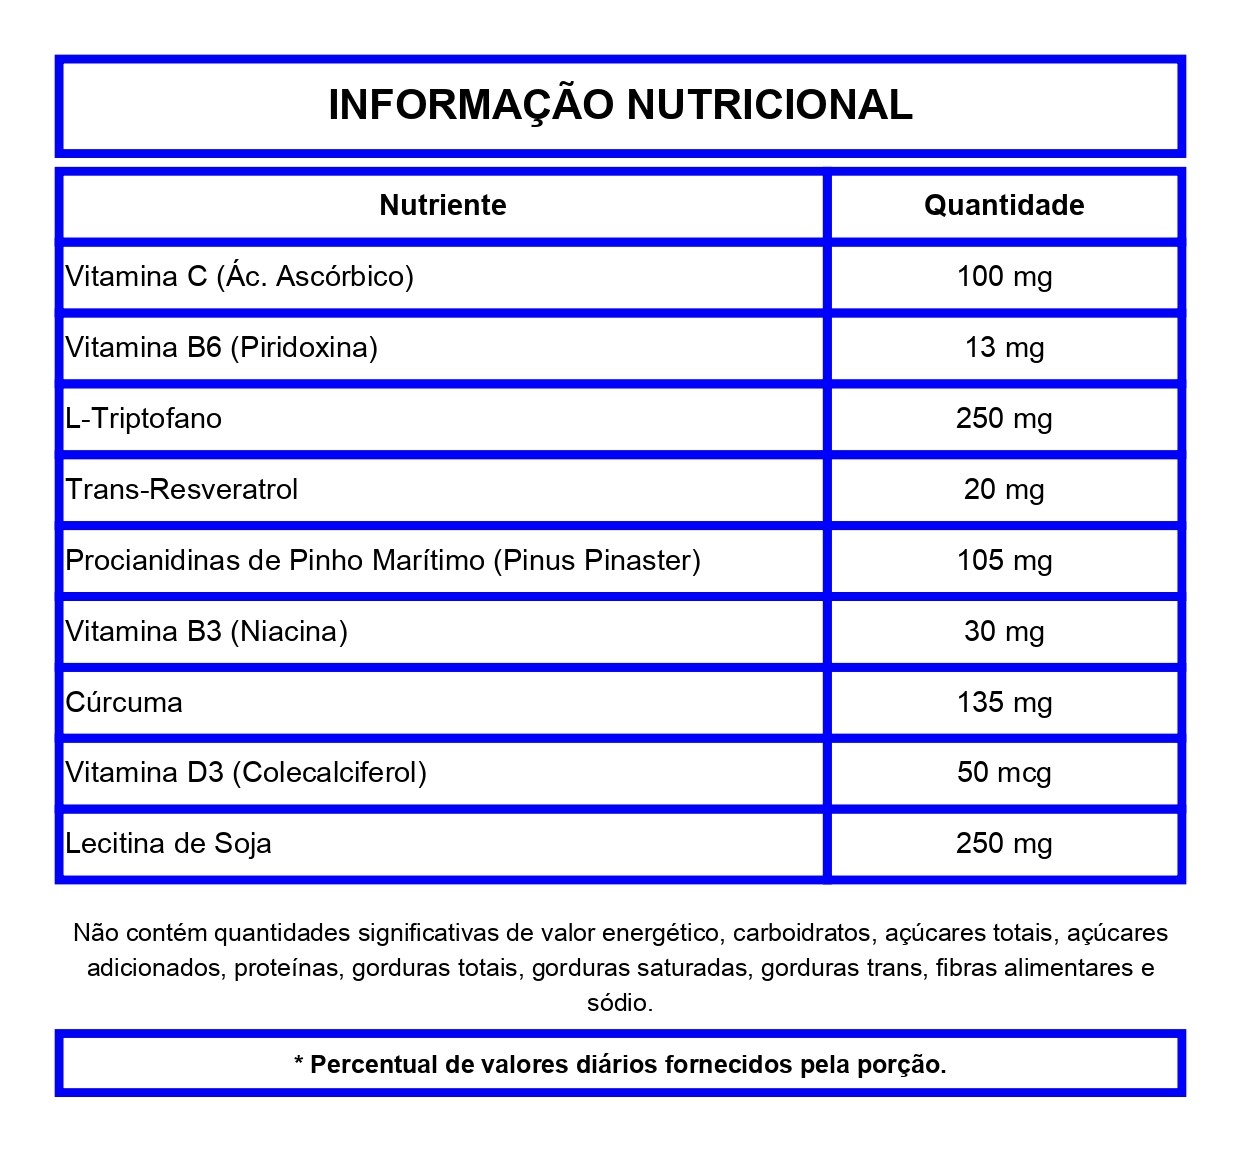 INFORMAÇÃO NUTRICIONAL
Nutriente Quantidade
Vitamina C (Ác. Ascórbico) 100 mg
Vitamina B6 (Piridoxina) 13 mg
L-Triptofano 250 mg
Trans-Resveratrol 20 mg
Procianidinas de Pinho Marítimo (Pinus Pinaster) 105 mg
Vitamina B3 (Niacina) 30 mg
Cúrcuma 135 mg
Vitamina D3 (Colecalciferol) 50 mcg
Lecitina de Soja 250 mg
Não contém quantidades significativas de valor energético, carboidratos, açúcares totais, açúcares
adicionados, proteínas, gorduras totais, gorduras saturadas, gorduras trans, fibras alimentares e
sódio.
* Percentual de valores diários fornecidos pela porção.